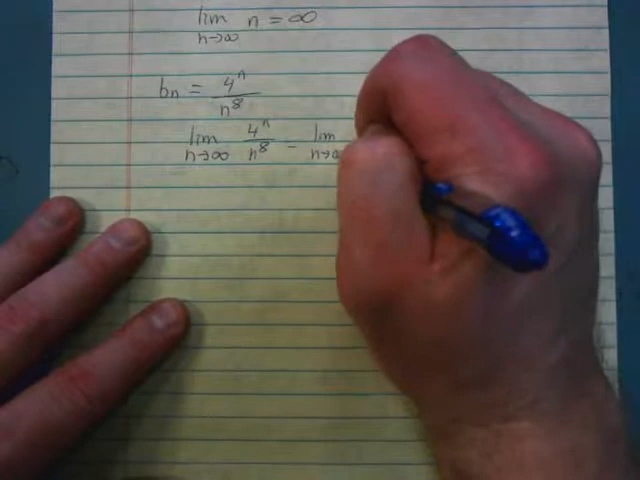 lim n = ∞
n→∞
bn = 4^n / n^8
lim 4^n / n^8 = lim
n→∞ n→∞